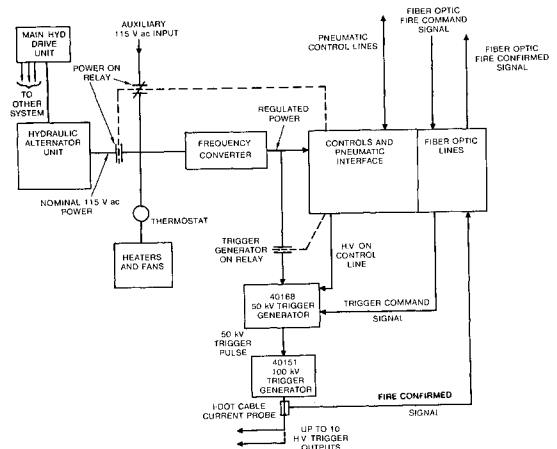 AUXILIARY
115 V ac INPUT
MAIN HYD
DRIVE UNIT
POWER ON
RELAY
TO
OTHER
SYSTEM
HYDRAULIC
ALTERNATOR
UNIT
NOMINAL 115 V ac
POWER
FREQUENCY
CONVERTER
REGULATED
POWER
PNEUMATIC
CONTROL LINES
FIBER OPTIC
FIRE COMMAND
SIGNAL
FIBER OPTIC
FIRE CONFIRMED
SIGNAL
CONTROLS AND
PNEUMATIC
INTERFACE
FIBER OPTIC
LINES
THERMOSTAT
HEATERS
AND FANS
TRIGGER
GENERATOR
ON RELAY
H.V ON
CONTROL
LINE
40168
50 kV TRIGGER
GENERATOR
TRIGGER COMMAND
SIGNAL
50 kV
TRIGGER
PULSE
40151
100 kV
TRIGGER
GENERATOR
I-DOT CABLE
CURRENT PROBE
FIRE CONFIRMED
SIGNAL
UP TO 10
H.V TRIGGER
OUTPUTS